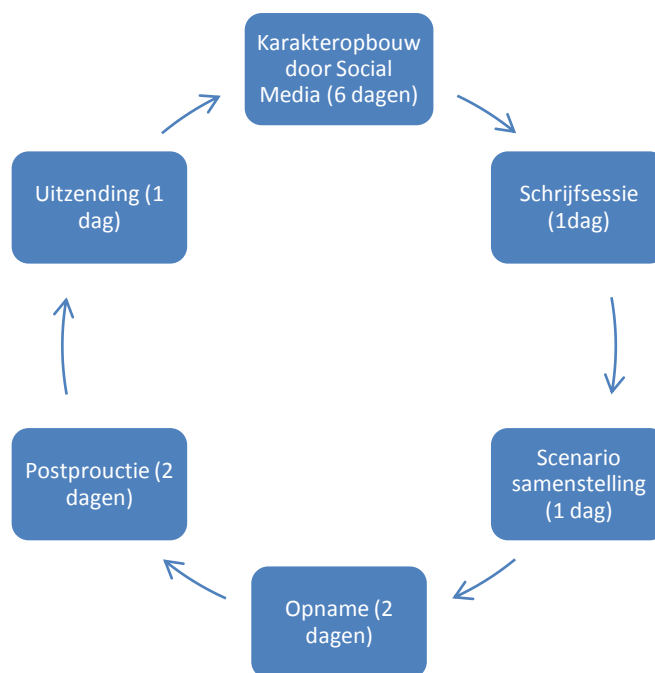 Karakteropbouw
door Social
Media (6 dagen)
Schrijfsessie
(1dag)
Scenario
samenstelling
(1 dag)
Opname (2
dagen)
Postprouctie (2
dagen)
Uitzending (1
dag)